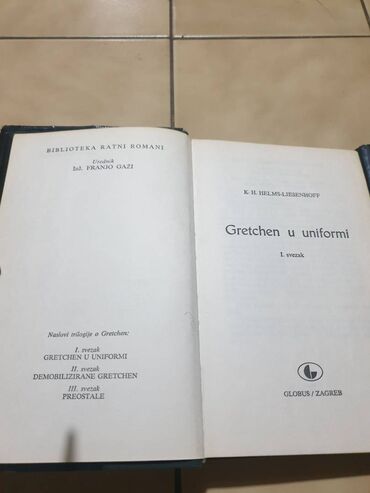 BIBLIOTEKA RATNI ROMANI
Urednik
Inž. FRANJO GAŽI
Naslovi trilogije o Gretchen:
I. svezak
GRETCHEN U UNIFORMI
II. svezak
DEMOBILIZIRANE GRETCHEN
III. svezak
PREOSTALE
K. H. HELMS-LIESENHOFF
Gretchen u uniformi
I. svezak
GLOBUS / ZAGREB